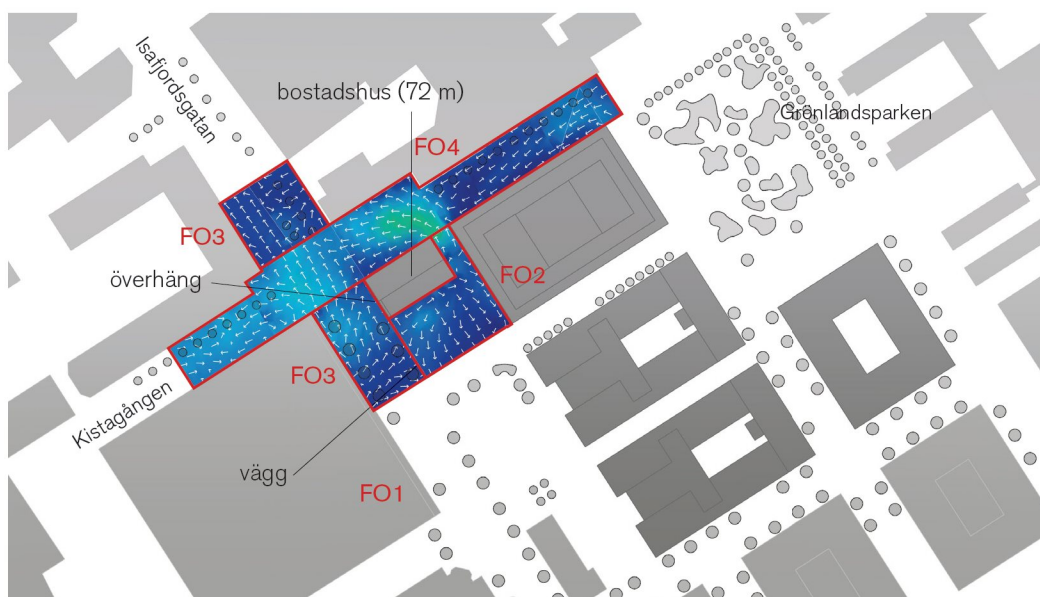 Isafjordsgatan
bostadshus (72 m)
Grönlandsparken
FO4
FO3
överhäng
FO2
FO3
Kistagången
vägg
FO1